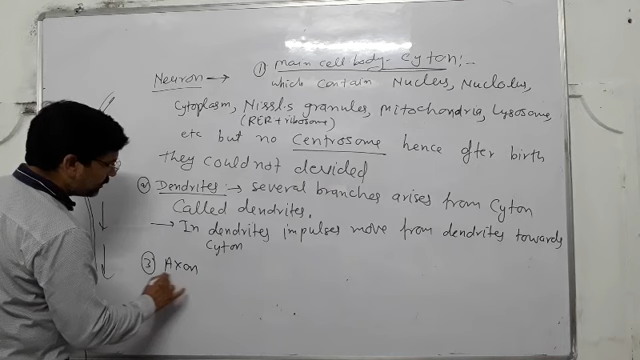 ① main cell body - Cyton :-
Neuron → which contain Nucleus, Nuclolus,
Cytoplasm, Nissl,s granules, mitochondria, Lysosome,
(RER + ribosome)
etc but no Centrosome hence after birth
they could not devided
② Dendrites :→ several branches arises from Cyton
Called dendrites.
→ In dendrites impulses move from dendrites towards
Cyton
③ Axon